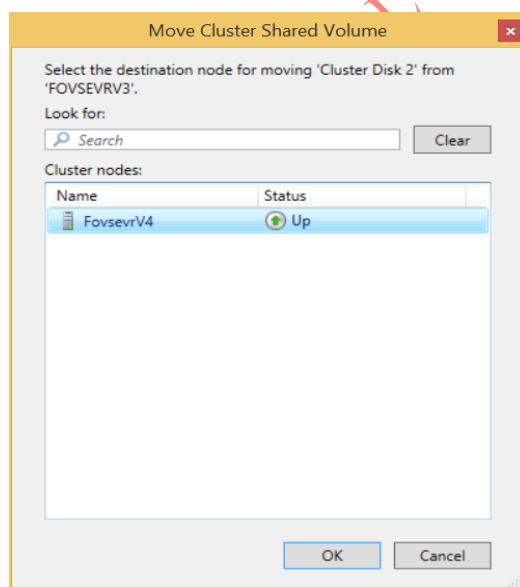 Move Cluster Shared Volume
x
Select the destination node for moving 'Cluster Disk 2' from
'FOVSEVRV3'.
Look for:
Search
Clear
Cluster nodes:
Name Status
FovsevrV4 Up
OK Cancel